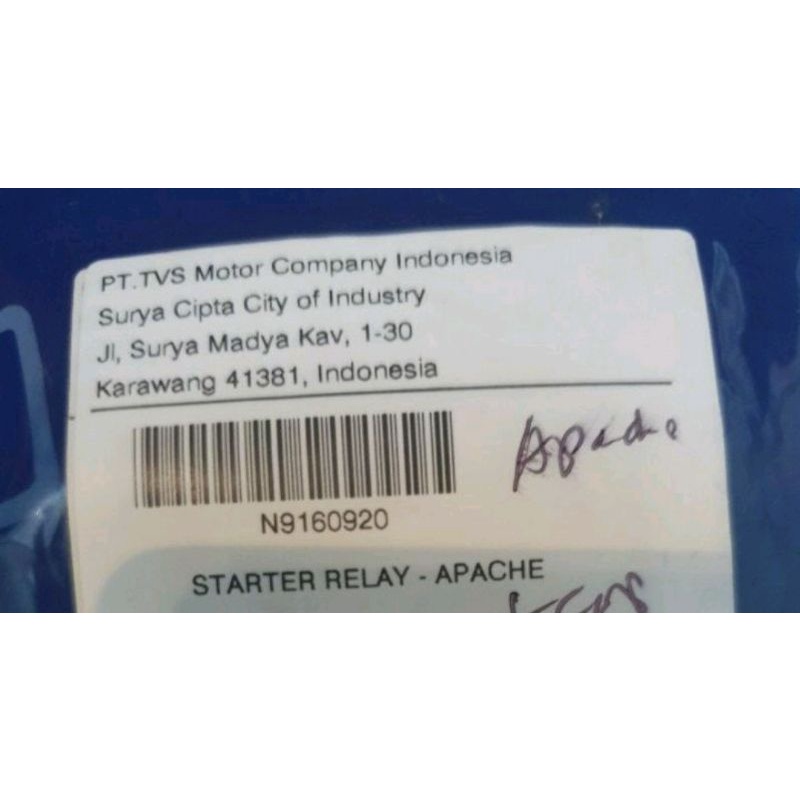 PT.TVS Motor Company Indonesia
Surya Cipta City of Industry
Jl, Surya Madya Kav, 1-30
Karawang 41381, Indonesia
Apache
N9160920
STARTER RELAY - APACHE